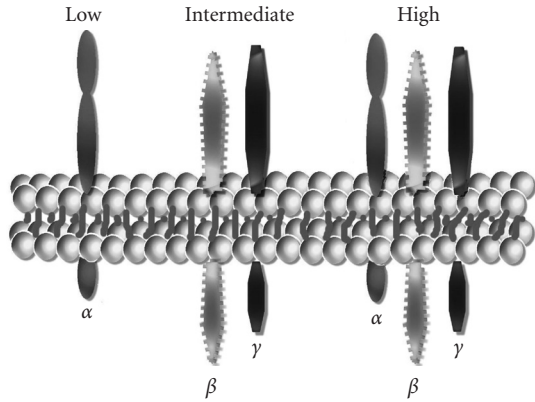 Low Intermediate High
α α
γ γ
β β